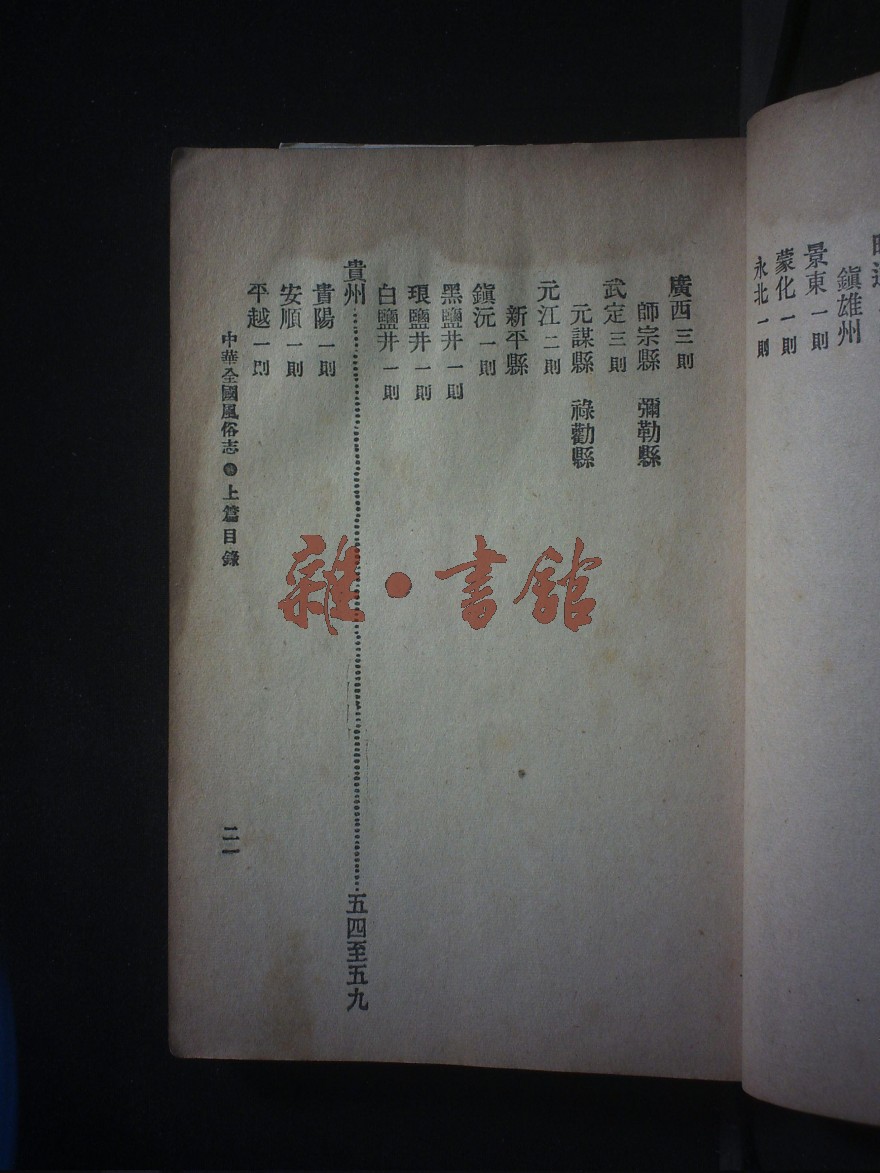 鎮雄州
景東 一則
蒙化 一則
永北 一則
廣西 三則
師宗縣 彌勒縣
武定 三則
元謀縣 祿勸縣
元江 二則
新平縣
鎮沅 一則
黑鹽井 一則
琅鹽井 一則
白鹽井 一則
貴州……五四至五九
貴陽 一則
安順 一則
平越 一則
中華全國風俗志 上篇目錄 二一
雜・書館